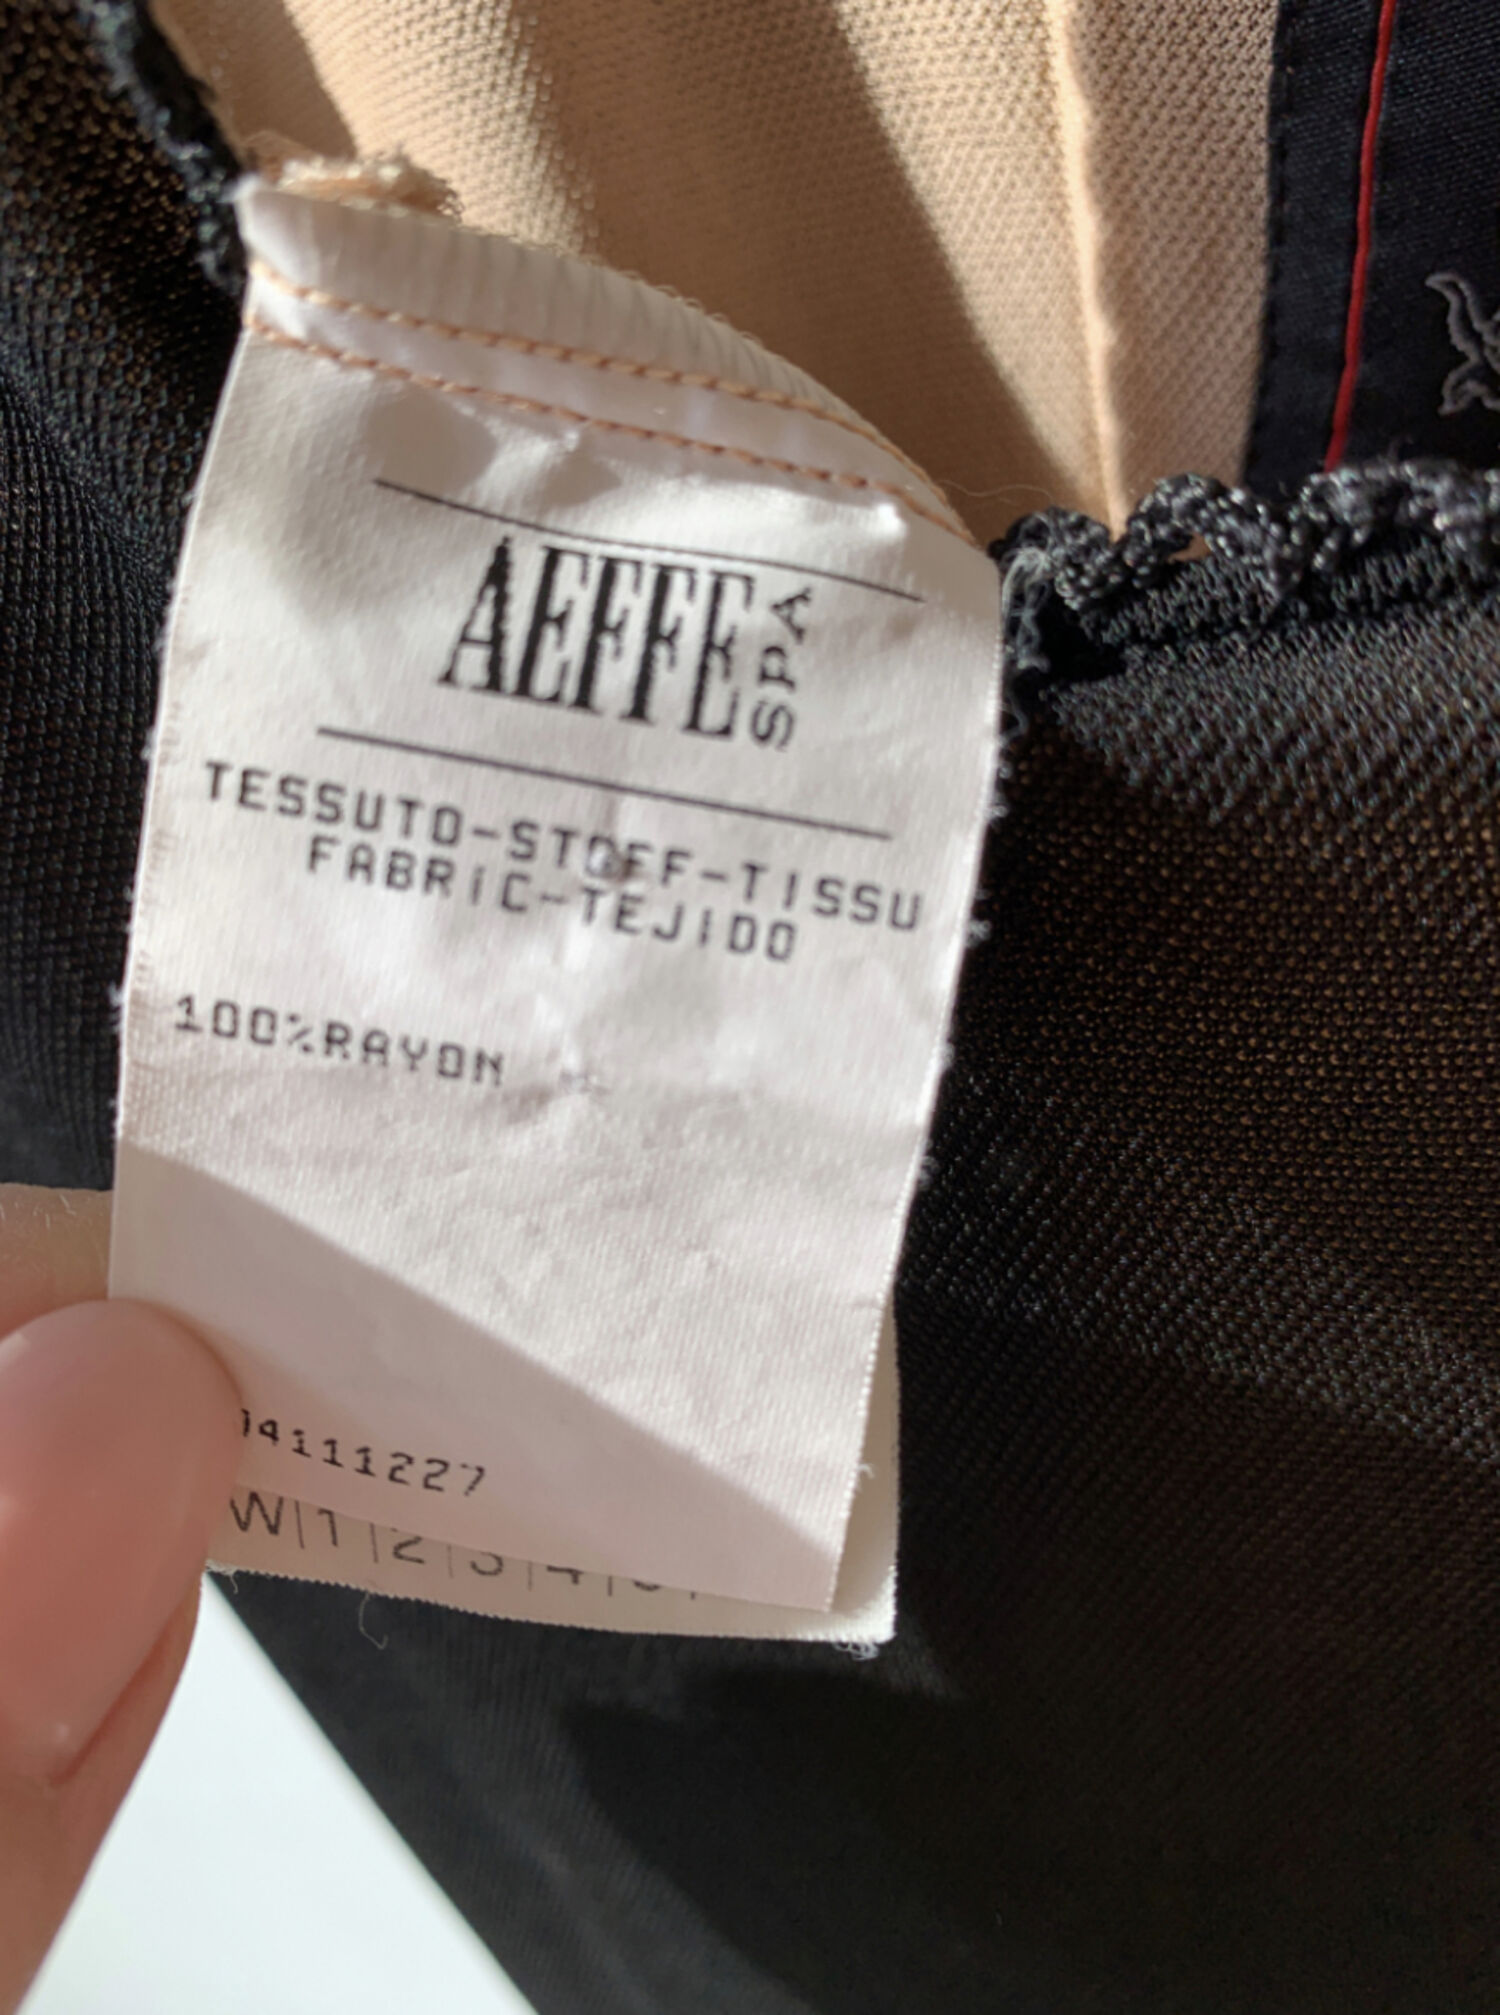 AEFFE SPA
TESSUTO-STOFF-TISSU
FABRIC-TEJIDO
100%RAYON
4111227
W|1|2|3|4|